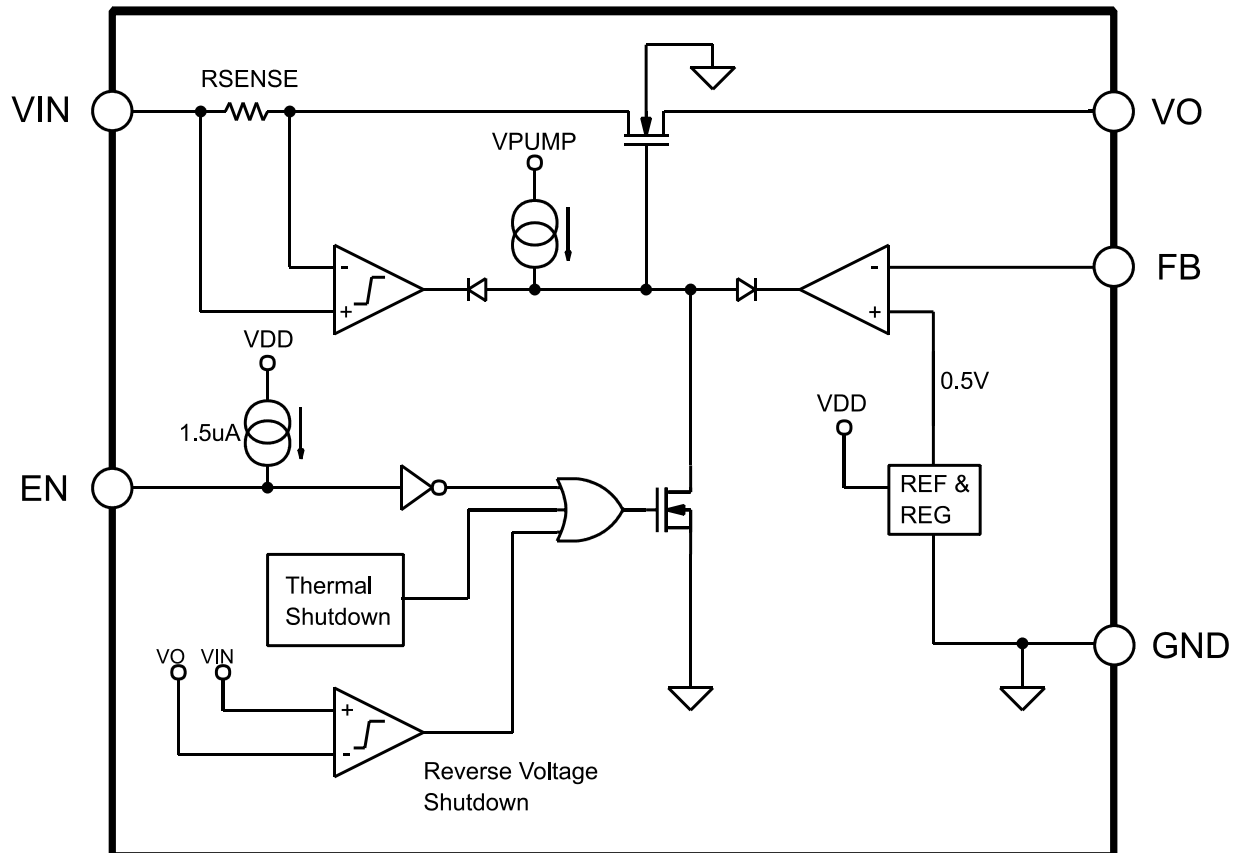 RSENSE
VIN
VO
VPUMP
-
+
-
+
FB
VDD
1.5uA
0.5V
VDD
EN
REF &
REG
Thermal
Shutdown
VO
VIN
+
-
GND
Reverse Voltage
Shutdown